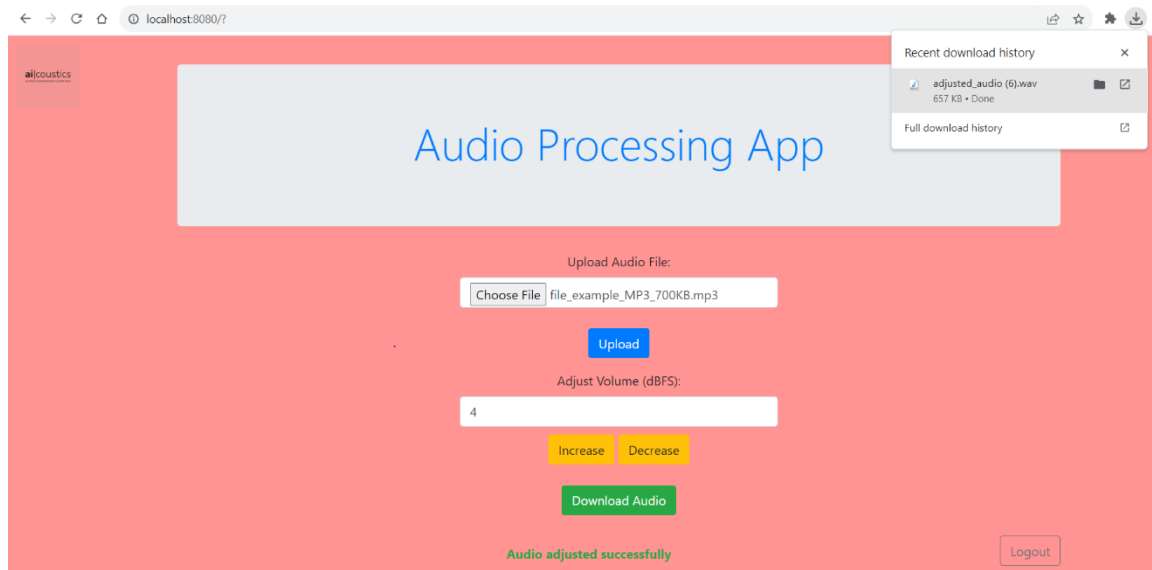 localhost:8080/?
Recent download history
adjusted_audio (6).wav
657 KB • Done
Full download history
ai|coustics
Audio Processing App
Upload Audio File:
Choose File file_example_MP3_700KB.mp3
Upload
Adjust Volume (dBFS):
4
Increase Decrease
Download Audio
Audio adjusted successfully
Logout